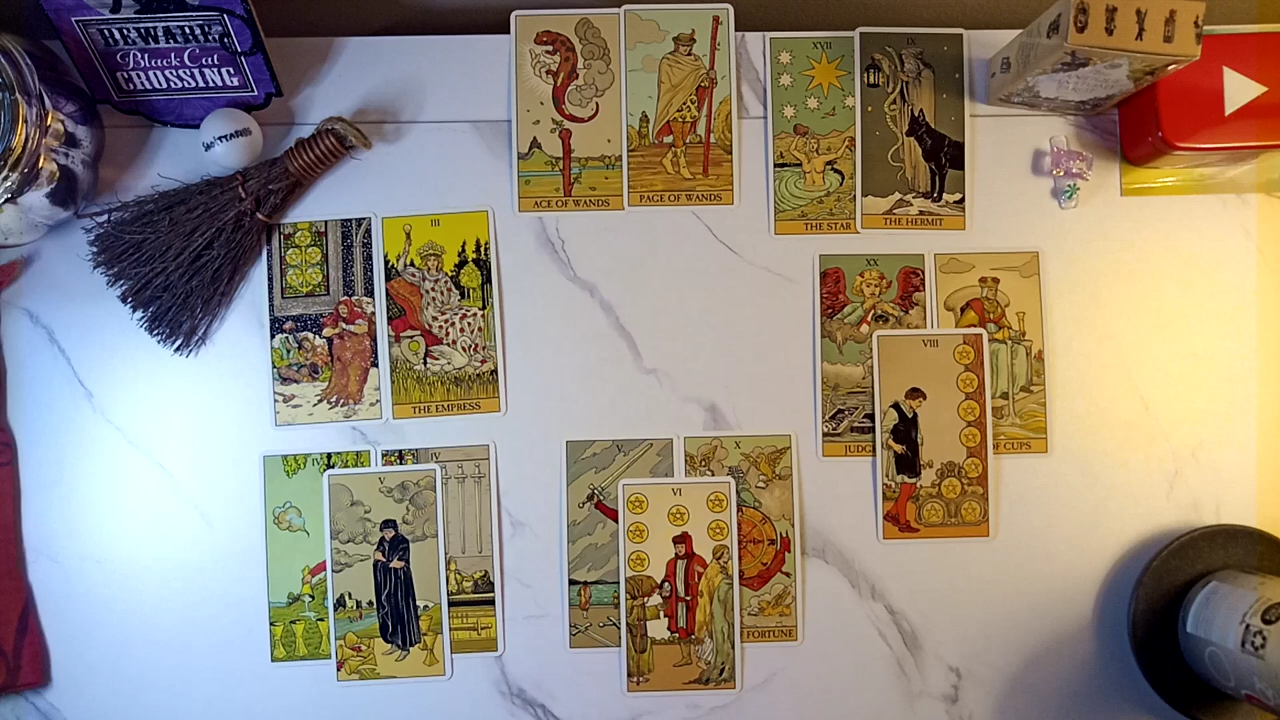 BEWARE
Black Cat
CROSSING
SAGITTARIUS
ACE OF WANDS
PAGE OF WANDS
XVII
THE STAR
IX
THE HERMIT
III
THE EMPRESS
XX
JUDG
OF CUPS
VIII
IV
IV
V
V
X
F FORTUNE
VI